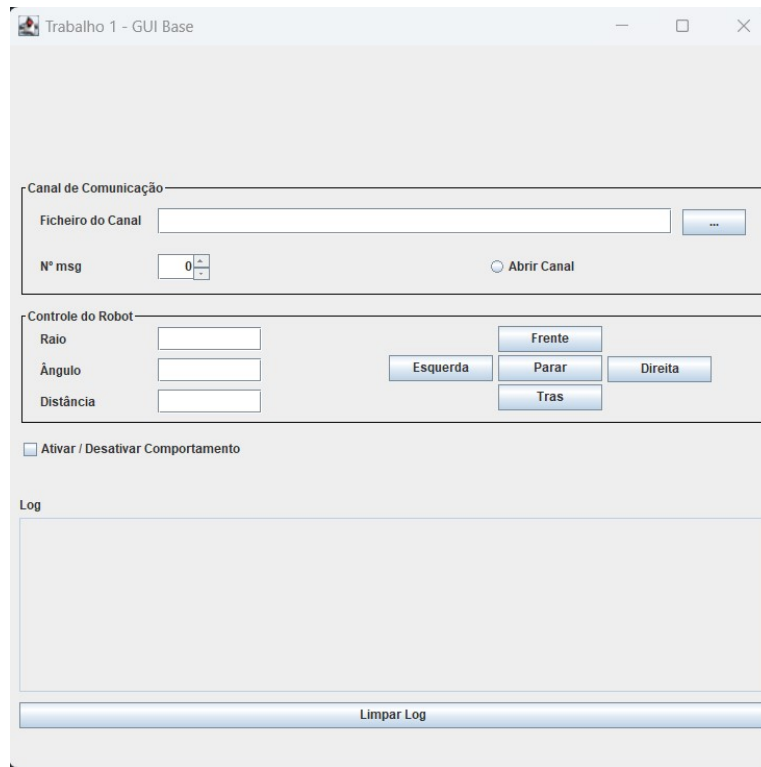 Trabalho 1 - GUI Base
Canal de Comunicação
Ficheiro do Canal ...
Nº msg 0 Abrir Canal
Controle do Robot
Raio Frente
Ângulo Esquerda Parar Direita
Distância Tras
Ativar / Desativar Comportamento
Log
Limpar Log